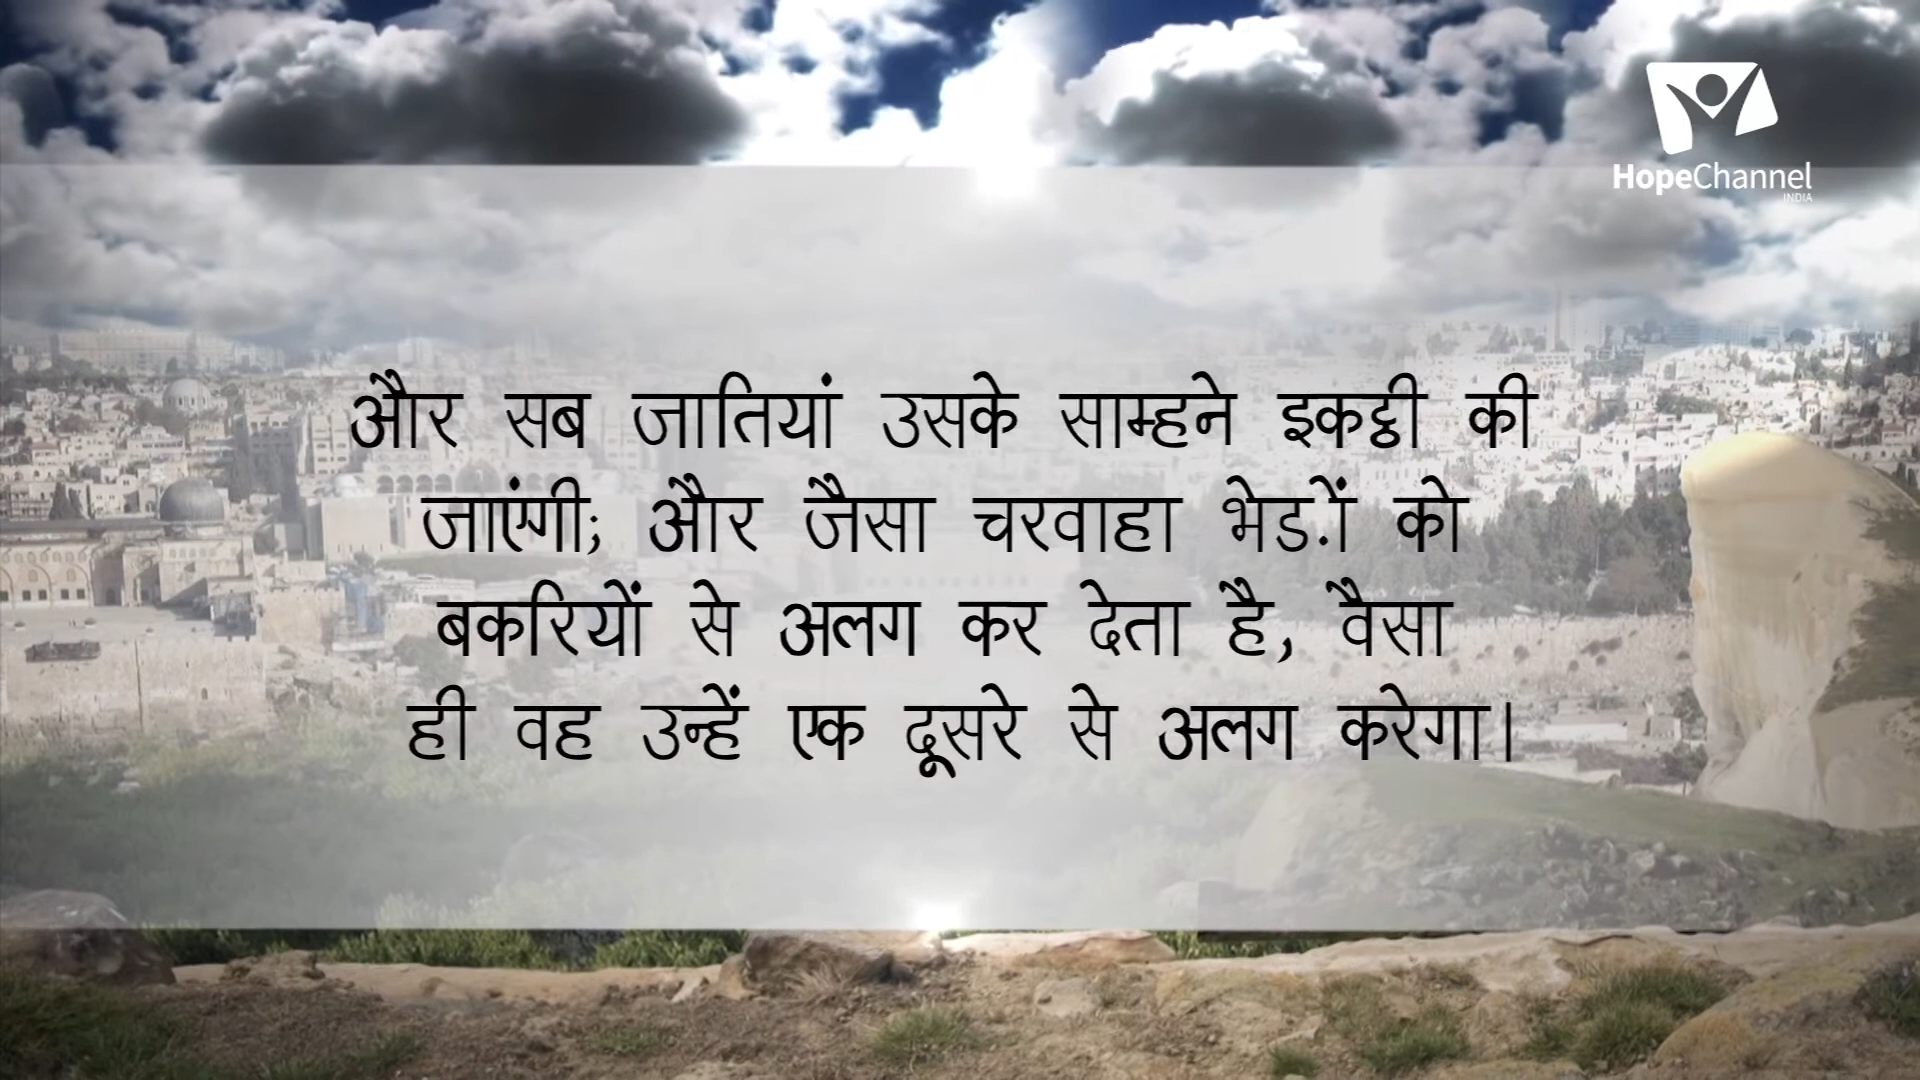 HopeChannel
INDIA
और सब जातियां उसके साम्हने इकट्ठी की
जाएंगी; और जैसा चरवाहा भेड.ों को
बकरियों से अलग कर देता है, वैसा
ही वह उन्हें एक दूसरे से अलग करेगा।